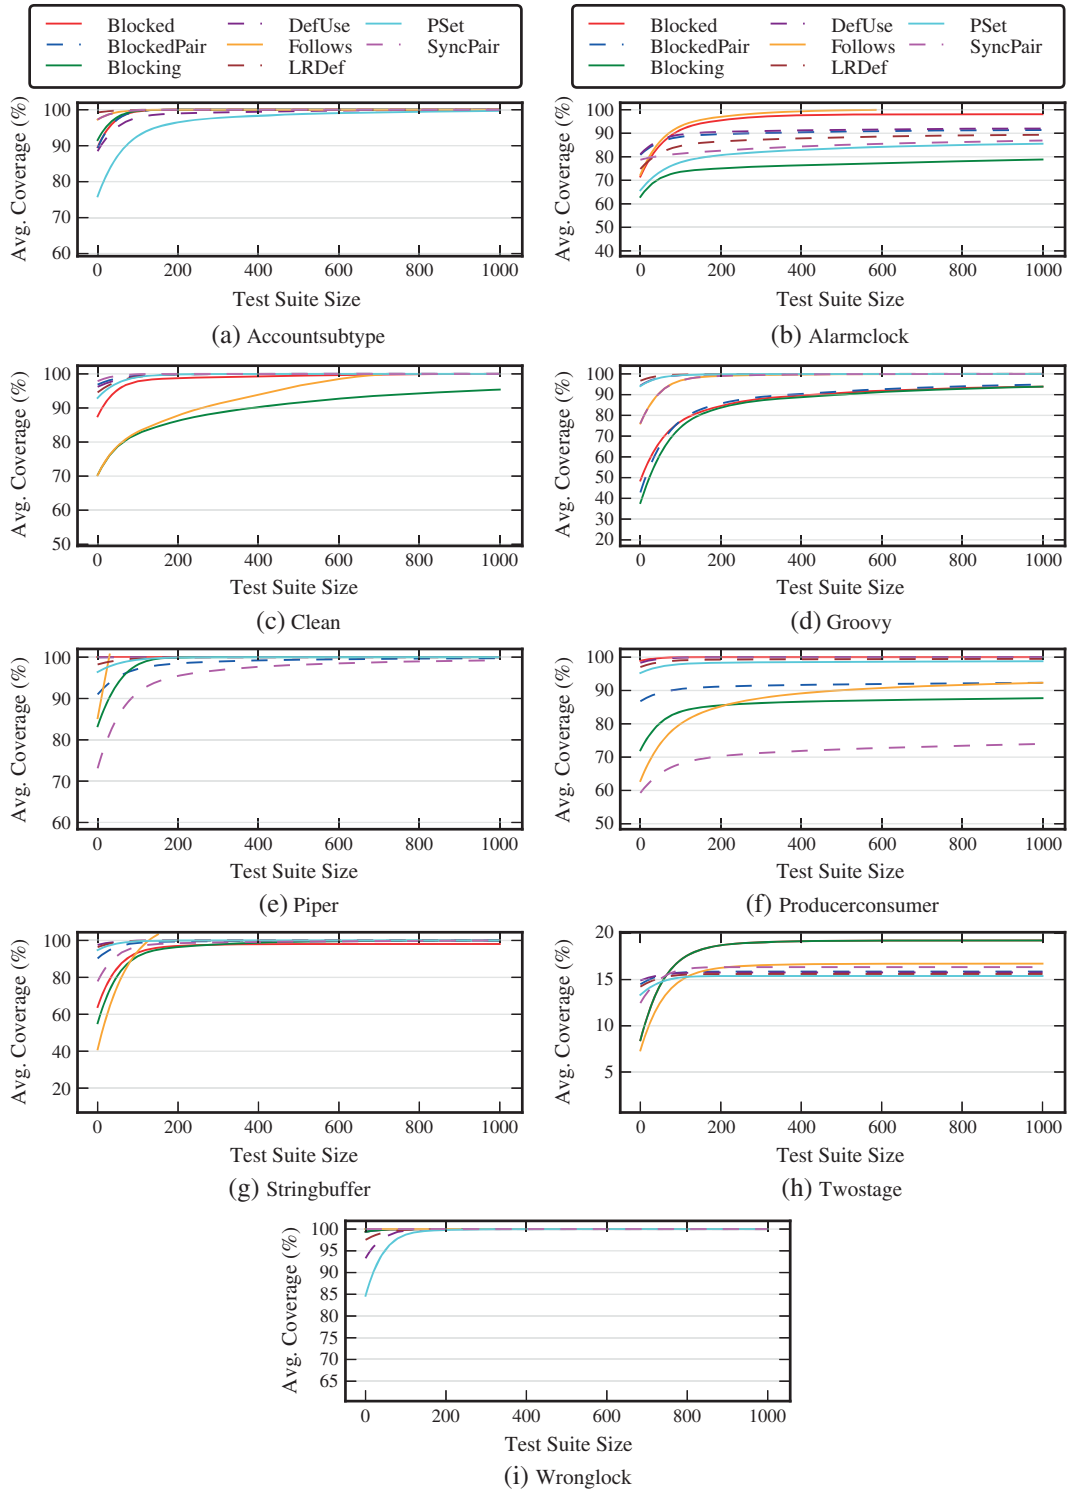 Blocked DefUse PSet
BlockedPair Follows SyncPair
Blocking LRDef
Blocked DefUse PSet
BlockedPair Follows SyncPair
Blocking LRDef
Avg. Coverage (%)
100
90
80
70
60
0 200 400 600 800 1000
Test Suite Size
(a) Accountsubtype
Avg. Coverage (%)
100
90
80
70
60
50
40
0 200 400 600 800 1000
Test Suite Size
(b) Alarmclock
Avg. Coverage (%)
100
90
80
70
60
50
0 200 400 600 800 1000
Test Suite Size
(c) Clean
Avg. Coverage (%)
100
90
80
70
60
50
40
30
20
0 200 400 600 800 1000
Test Suite Size
(d) Groovy
Avg. Coverage (%)
100
90
80
70
60
0 200 400 600 800 1000
Test Suite Size
(e) Piper
Avg. Coverage (%)
100
90
80
70
60
50
0 200 400 600 800 1000
Test Suite Size
(f) Producerconsumer
Avg. Coverage (%)
100
80
60
40
20
0 200 400 600 800 1000
Test Suite Size
(g) Stringbuffer
Avg. Coverage (%)
20
15
10
5
0 200 400 600 800 1000
Test Suite Size
(h) Twostage
Avg. Coverage (%)
100
95
90
85
80
75
70
65
0 200 400 600 800 1000
Test Suite Size
(i) Wronglock